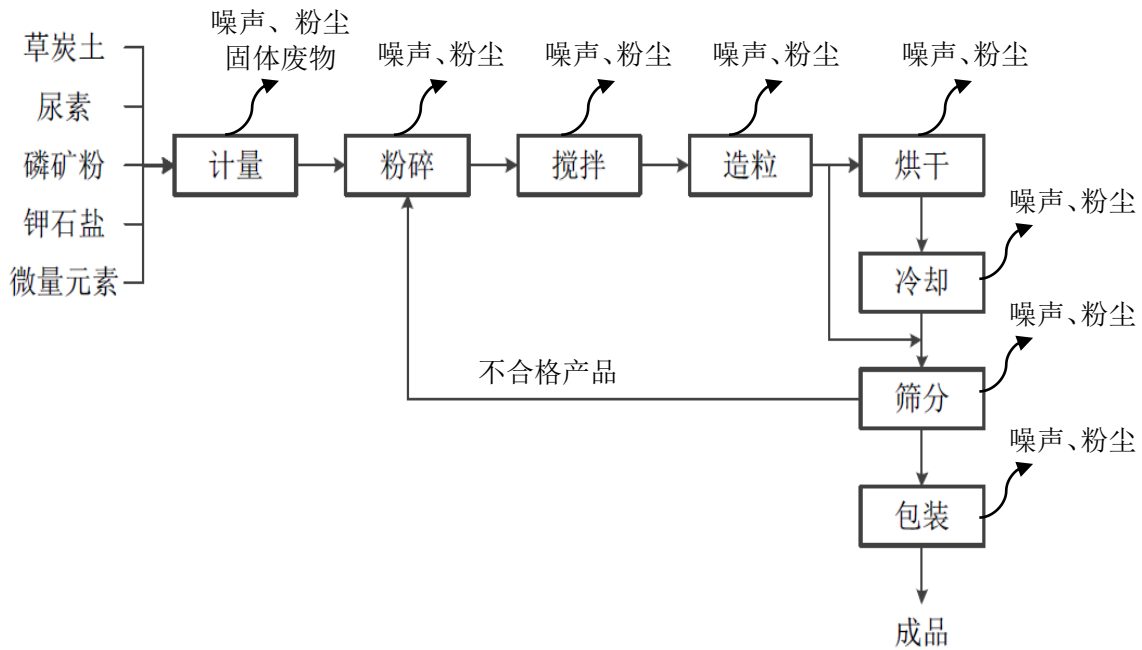 草炭土
尿素
磷矿粉
钾石盐
微量元素
噪声、粉尘
固体废物
噪声、粉尘
噪声、粉尘
噪声、粉尘
噪声、粉尘
计量
粉碎
搅拌
造粒
烘干
噪声、粉尘
冷却
噪声、粉尘
不合格产品
筛分
噪声、粉尘
包装
成品